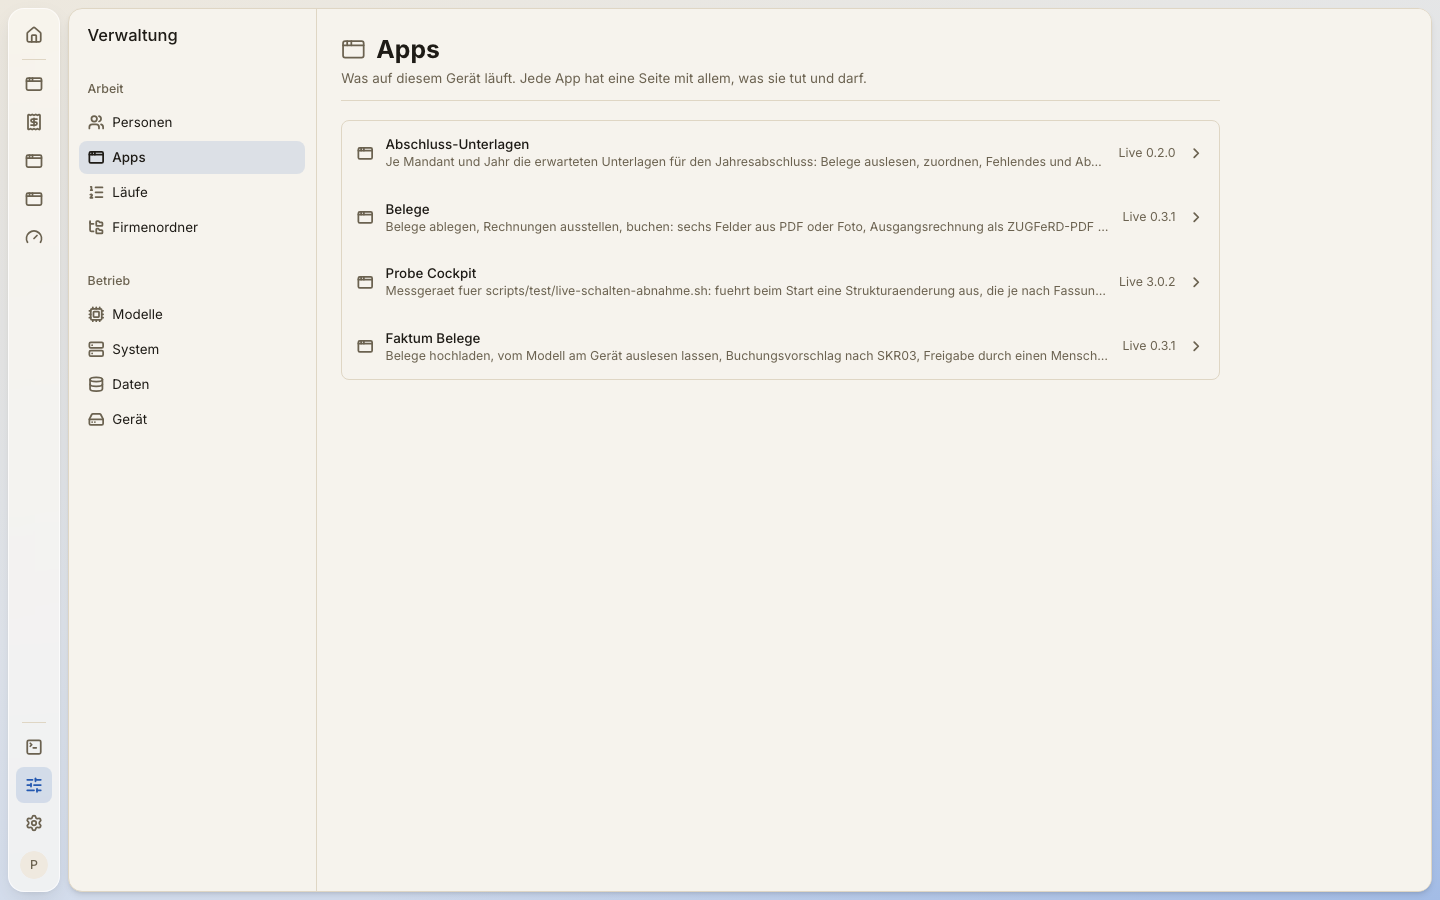 Verwaltung
Arbeit
Personen
Apps
Läufe
Firmenordner
Betrieb
Modelle
System
Daten
Gerät
P
Apps
Was auf diesem Gerät läuft. Jede App hat eine Seite mit allem, was sie tut und darf.
Abschluss-Unterlagen
Je Mandant und Jahr die erwarteten Unterlagen für den Jahresabschluss: Belege auslesen, zuordnen, Fehlendes und Ab…
Live 0.2.0
Belege
Belege ablegen, Rechnungen ausstellen, buchen: sechs Felder aus PDF oder Foto, Ausgangsrechnung als ZUGFeRD-PDF …
Live 0.3.1
Probe Cockpit
Messgeraet fuer scripts/test/live-schalten-abnahme.sh: fuehrt beim Start eine Strukturaenderung aus, die je nach Fassun…
Live 3.0.2
Faktum Belege
Belege hochladen, vom Modell am Gerät auslesen lassen, Buchungsvorschlag nach SKR03, Freigabe durch einen Mensch…
Live 0.3.1